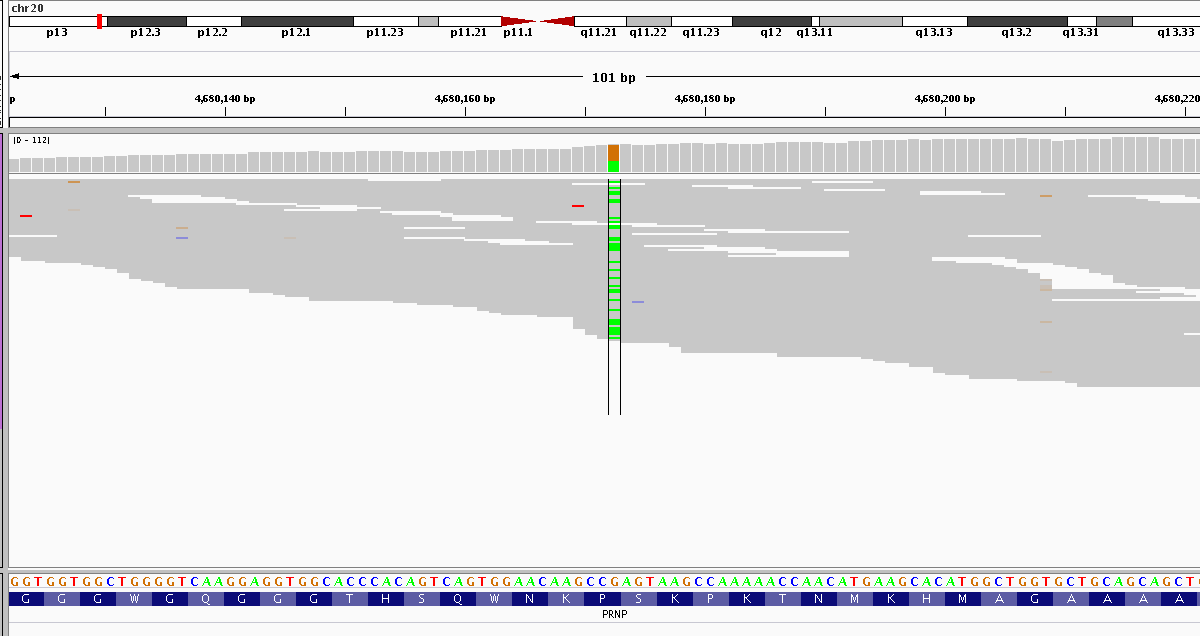 chr20
p13 p12.3 p12.2 p12.1 p11.23 p11.21 p11.1 q11.21 q11.22 q11.23 q12 q13.11 q13.13 q13.2 q13.31 q13.33
101 bp
p 4,680,140 bp 4,680,160 bp 4,680,180 bp 4,680,200 bp 4,680,220
[0 - 112]
GGTGGTGGCTGGGGTCAAGGAGGTGGCACCCACAGTCAGTGGAACAAGCCGAGTAAGCCAAAAACCAACATGAAGCACATGGCTGGTGCTGCAGCAGCT
G G G W G Q G G G T H S Q W N K P S K P K T N M K H M A G A A A A
PRNP